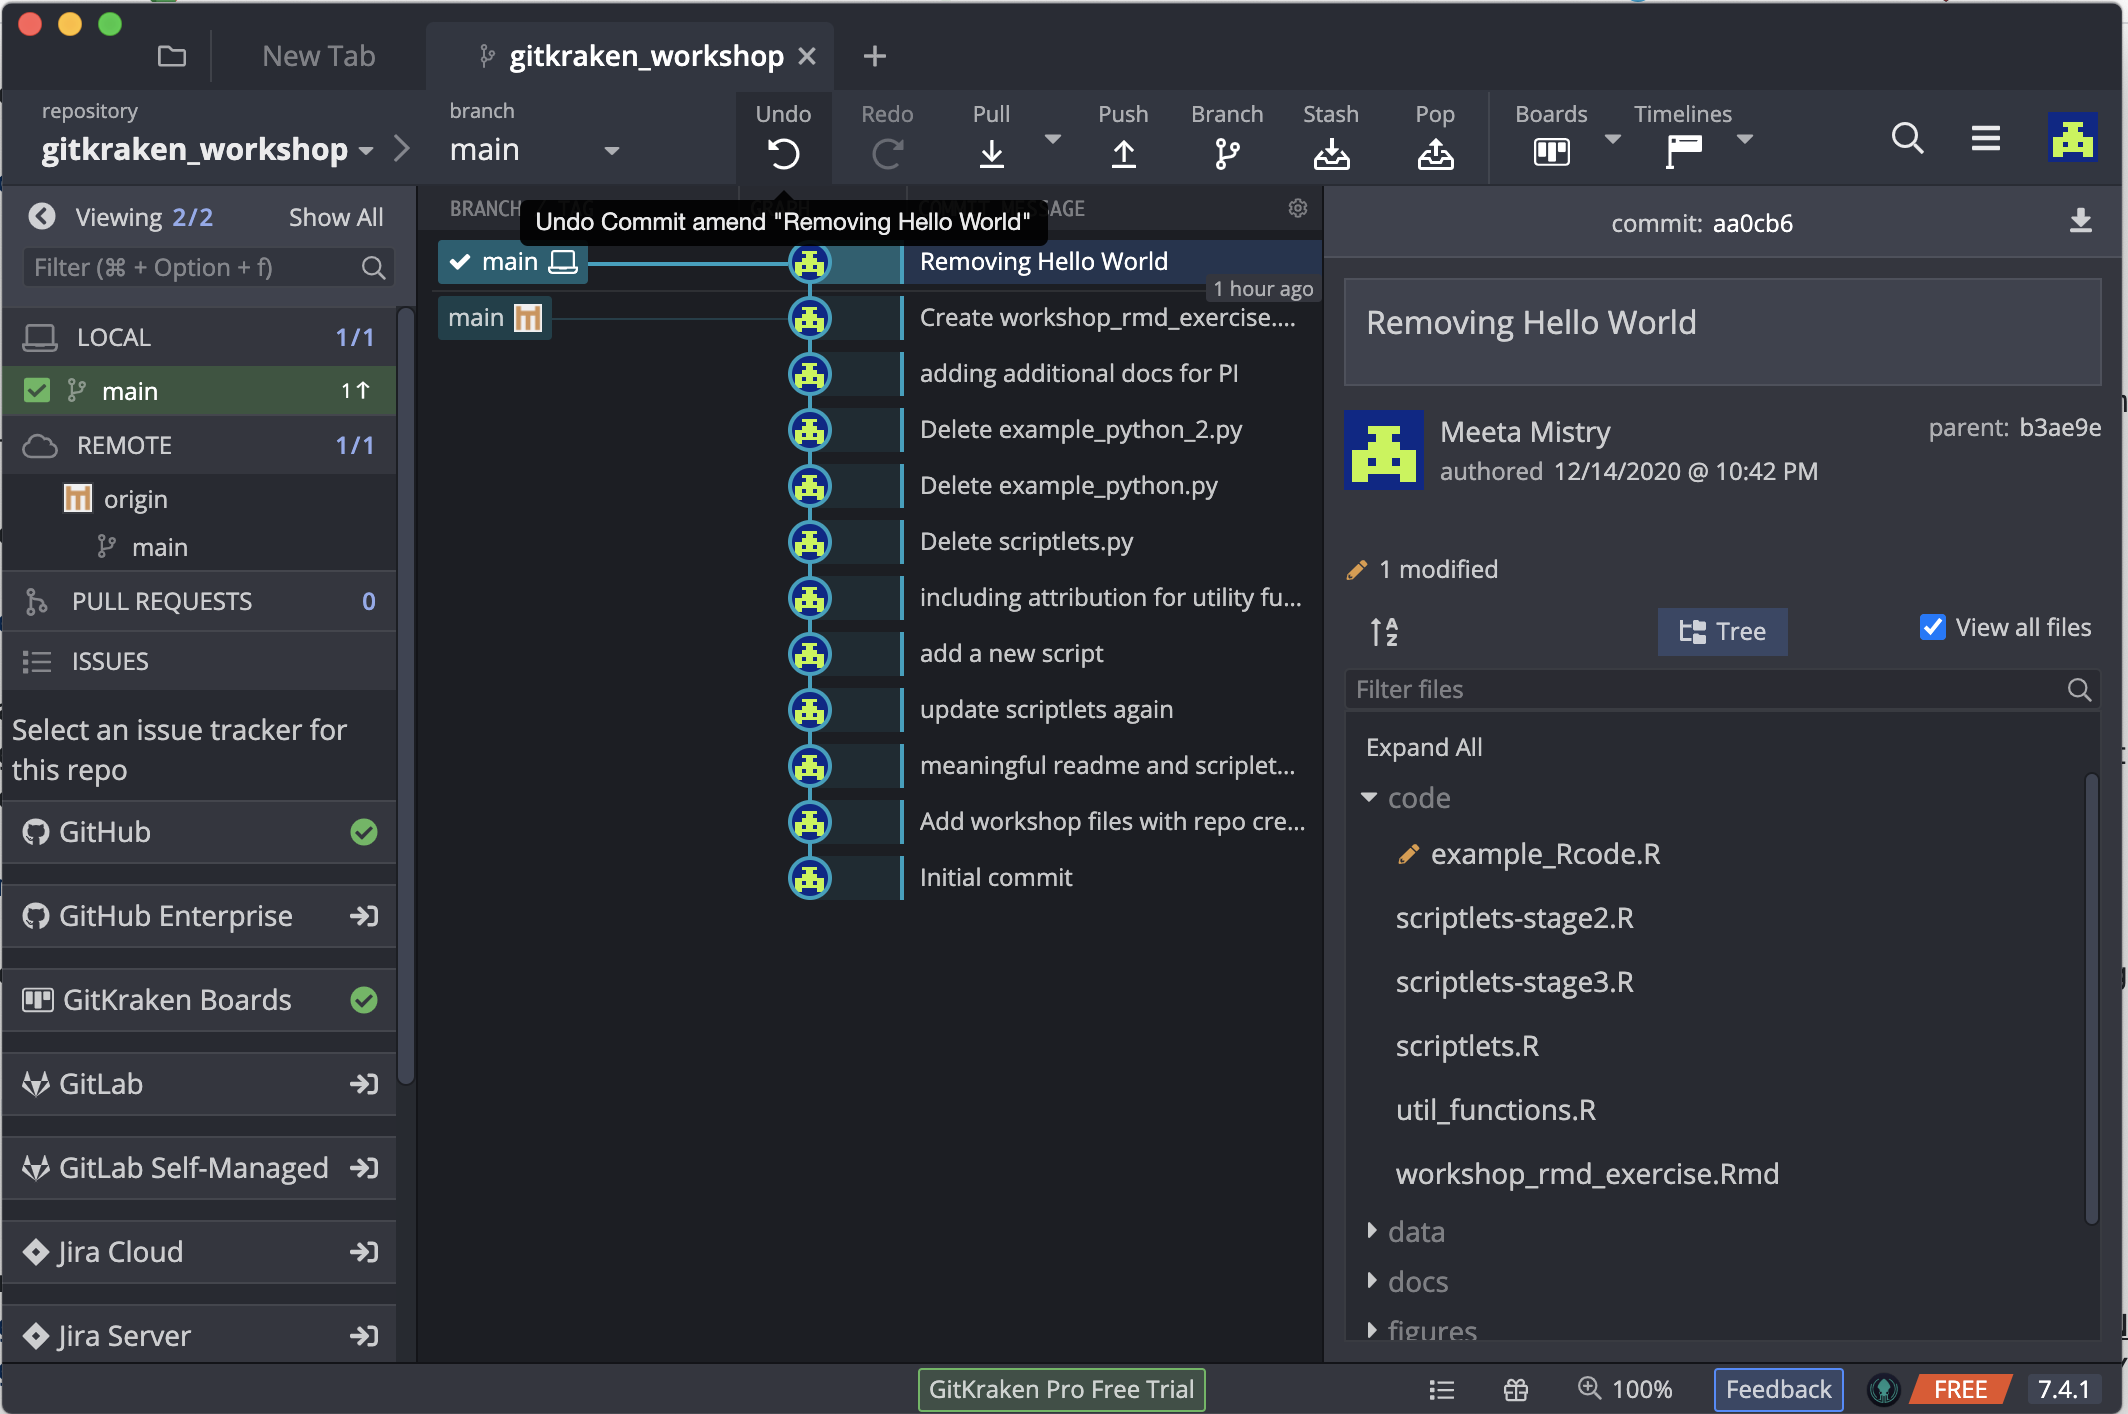 New Tab
gitkraken_workshop
repository
gitkraken_workshop
branch
main
Undo
Redo
Pull
Push
Branch
Stash
Pop
Boards
Timelines
Viewing 2/2
Show All
Filter (⌘ + Option + f)
LOCAL 1/1
main 1↑
REMOTE 1/1
origin
main
PULL REQUESTS 0
ISSUES
Select an issue tracker for
this repo
GitHub
GitHub Enterprise
GitKraken Boards
GitLab
GitLab Self-Managed
Jira Cloud
Jira Server
Undo Commit amend "Removing Hello World"
main Removing Hello World
1 hour ago
main Create workshop_rmd_exercise....
adding additional docs for PI
Delete example_python_2.py
Delete example_python.py
Delete scriptlets.py
including attribution for utility fu...
add a new script
update scriptlets again
meaningful readme and scriplet...
Add workshop files with repo cre...
Initial commit
commit: aa0cb6
Removing Hello World
Meeta Mistry
authored 12/14/2020 @ 10:42 PM
parent: b3ae9e
1 modified
Tree
View all files
Filter files
Expand All
code
example_Rcode.R
scriptlets-stage2.R
scriptlets-stage3.R
scriptlets.R
util_functions.R
workshop_rmd_exercise.Rmd
data
docs
figures
GitKraken Pro Free Trial
100%
Feedback
FREE
7.4.1